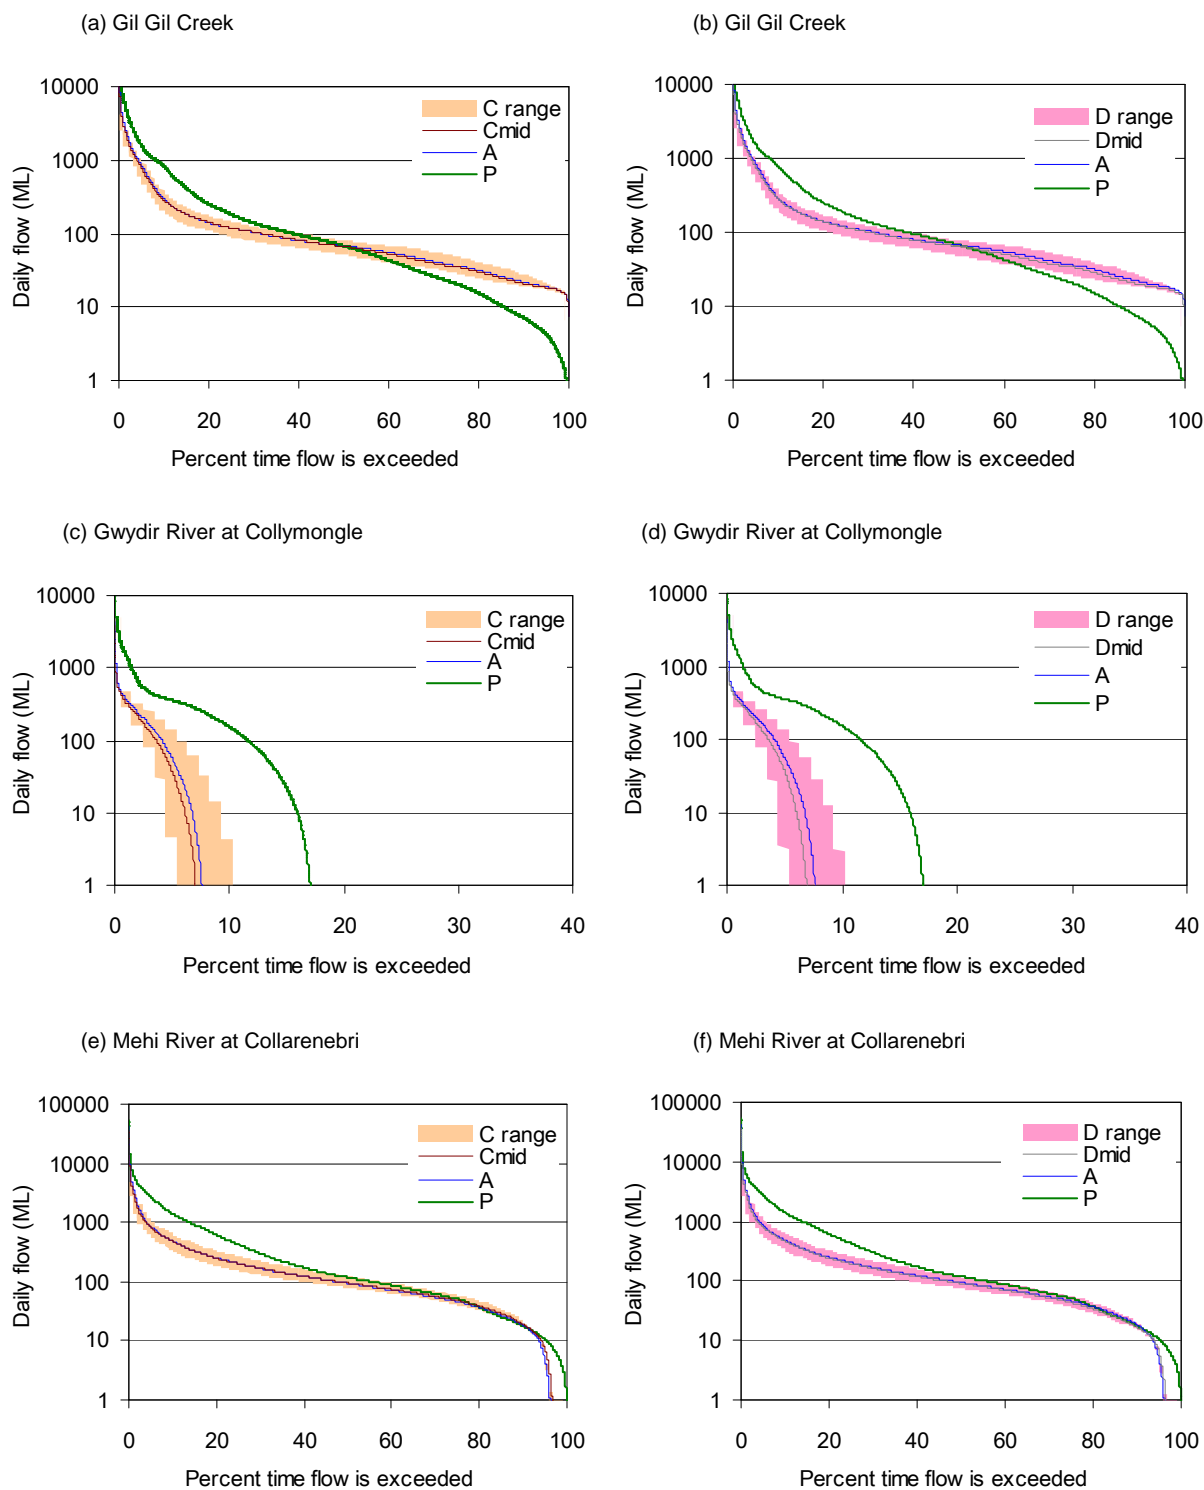 (a) Gil Gil Creek
10000
1000
100
10
1
Daily flow (ML)
C range
Cmid
A
P
0 20 40 60 80 100
Percent time flow is exceeded
(b) Gil Gil Creek
10000
1000
100
10
1
Daily flow (ML)
D range
Dmid
A
P
0 20 40 60 80 100
Percent time flow is exceeded
(c) Gwydir River at Collymongle
10000
1000
100
10
1
Daily flow (ML)
C range
Cmid
A
P
0 10 20 30 40
Percent time flow is exceeded
(d) Gwydir River at Collymongle
10000
1000
100
10
1
Daily flow (ML)
D range
Dmid
A
P
0 10 20 30 40
Percent time flow is exceeded
(e) Mehi River at Collarenebri
100000
10000
1000
100
10
1
Daily flow (ML)
C range
Cmid
A
P
0 20 40 60 80 100
Percent time flow is exceeded
(f) Mehi River at Collarenebri
100000
10000
1000
100
10
1
Daily flow (ML)
D range
Dmid
A
P
0 20 40 60 80 100
Percent time flow is exceeded